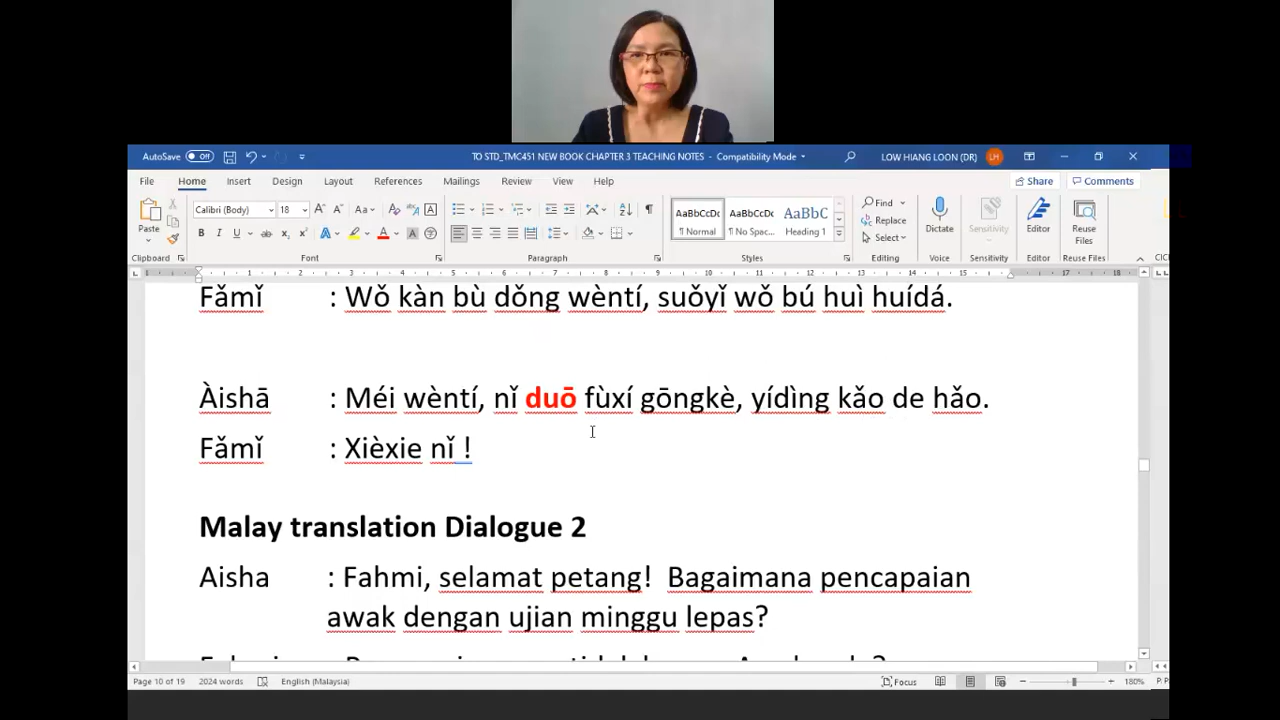 AutoSave Off TO STD_TMC451 NEW BOOK CHAPTER 3 TEACHING NOTES - Compatibility Mode LOW HIANG LOON (DR) LH
File Home Insert Design Layout References Mailings Review View Help Share Comments
Paste Calibri (Body) 18 AaBbCcDc AaBbCcDc AaBbC Find Replace Select Dictate Sensitivity Editor Reuse Files
¶ Normal ¶ No Spac... Heading 1
Clipboard Font Paragraph Styles Editing Voice Sensitivity Editor Reuse Files
Fǎmǐ : Wǒ kàn bù dǒng wèntí, suǒyǐ wǒ bú huì huídá.
Àishā : Méi wèntí, nǐ duō fùxí gōngkè, yídìng kǎo de hǎo.
Fǎmǐ : Xièxie nǐ !
Malay translation Dialogue 2
Aisha : Fahmi, selamat petang! Bagaimana pencapaian
awak dengan ujian minggu lepas?
Page 10 of 19 2024 words English (Malaysia) Focus 180%